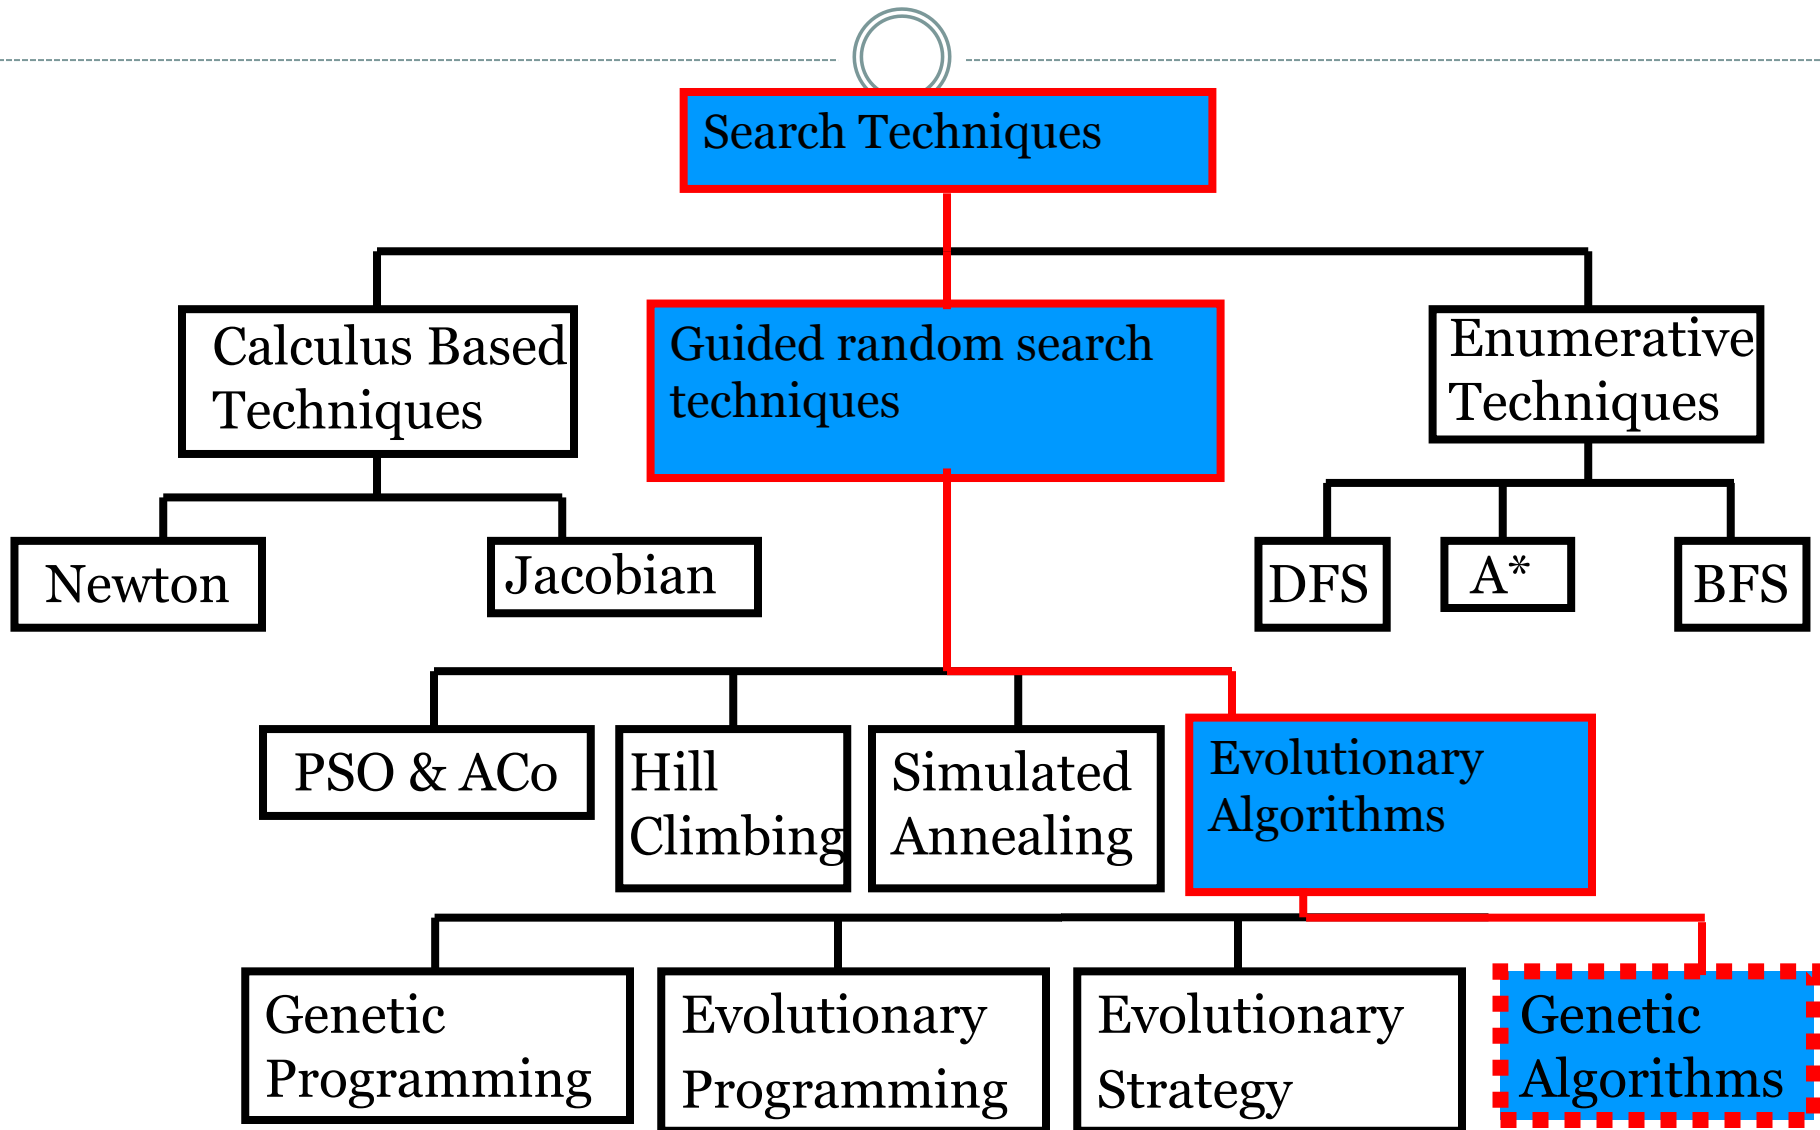 Search Techniques
Calculus Based
Techniques
Guided random search
techniques
Enumerative
Techniques
Newton
Jacobian
DFS
A*
BFS
PSO & ACo
Hill
Climbing
Simulated
Annealing
Evolutionary
Algorithms
Genetic
Programming
Evolutionary
Programming
Evolutionary
Strategy
Genetic
Algorithms